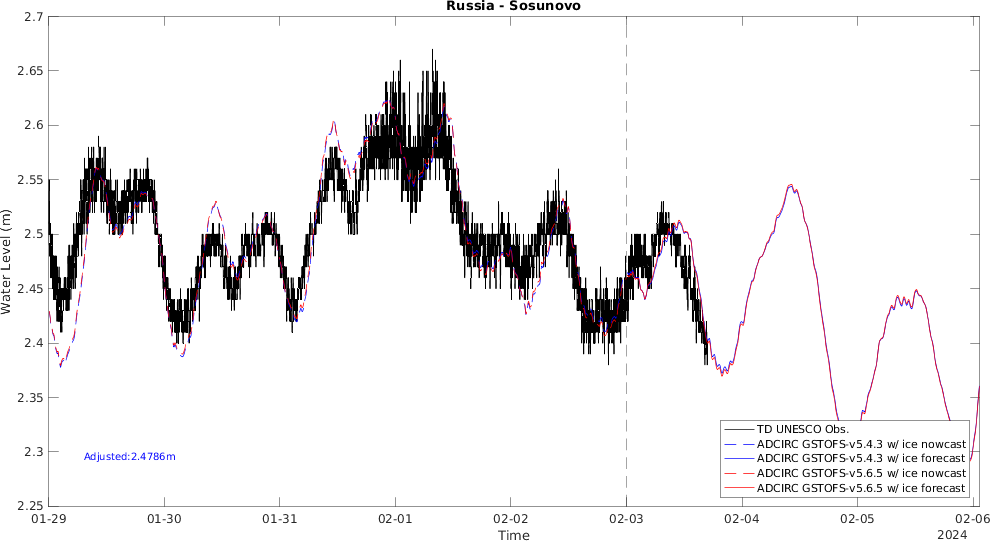 Russia - Sosunovo
2.7
2.65
2.6
2.55
2.5
2.45
2.4
2.35
2.3
2.25
Water Level (m)
Adjusted:2.4786m
TD UNESCO Obs.
ADCIRC GSTOFS-v5.4.3 w/ ice nowcast
ADCIRC GSTOFS-v5.4.3 w/ ice forecast
ADCIRC GSTOFS-v5.6.5 w/ ice nowcast
ADCIRC GSTOFS-v5.6.5 w/ ice forecast
01-29 01-30 01-31 02-01 02-02 02-03 02-04 02-05 02-06
Time
2024